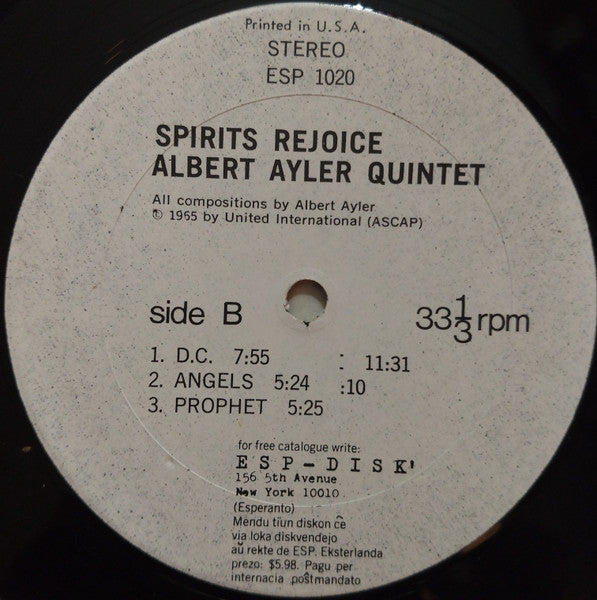 Printed in U.S.A.
STEREO
ESP 1020
SPIRITS REJOICE
ALBERT AYLER QUINTET
All compositions by Albert Ayler
© 1965 by United International (ASCAP)
side B
33 1/3 rpm
1. D.C. 7:55 : 11:31
2. ANGELS 5:24 :10
3. PROPHET 5:25
for free catalogue write:
ESP-DISK'
156 5th Avenue
New York 10010
(Esperanto)
Mendu tiun diskon ĉe
via loka diskvendejo
aŭ rekte de ESP. Eksterlanda
prezo: $5.98. Pagu per
internacia poŝtmandato